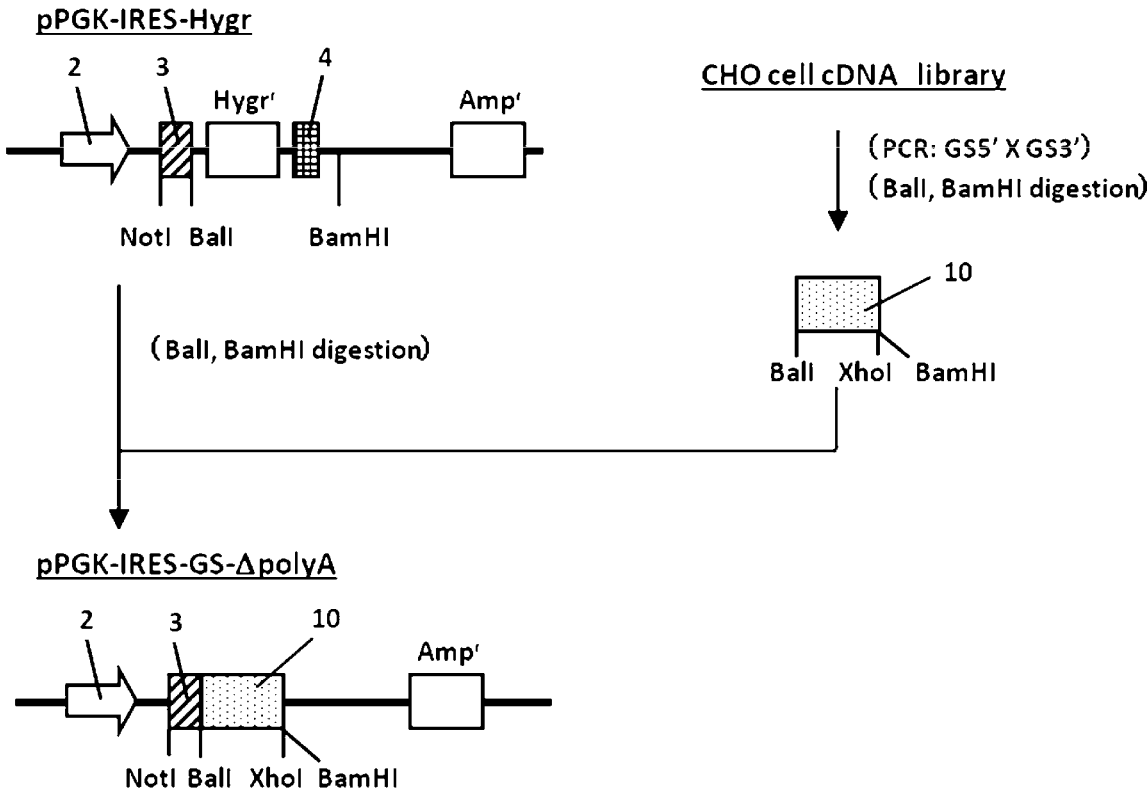 pPGK-IRES-Hygr
2
3
4
Hygrʳ
Ampʳ
NotI BalI BamHI
CHO cell cDNA library
(PCR: GS5' X GS3')
(BalI, BamHI digestion)
10
BalI XhoI BamHI
(BalI, BamHI digestion)
pPGK-IRES-GS-ΔpolyA
2
3
10
Ampʳ
NotI BalI XhoI BamHI